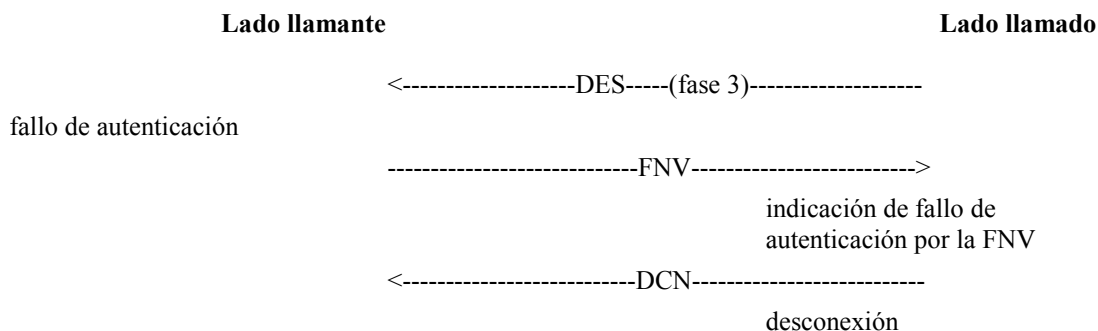 Lado llamante Lado llamado
<--------------------DES-----(fase 3)--------------------
fallo de autenticación
-----------------------------FNV-------------------------->
indicación de fallo de
autenticación por la FNV
<---------------------------DCN---------------------------
desconexión